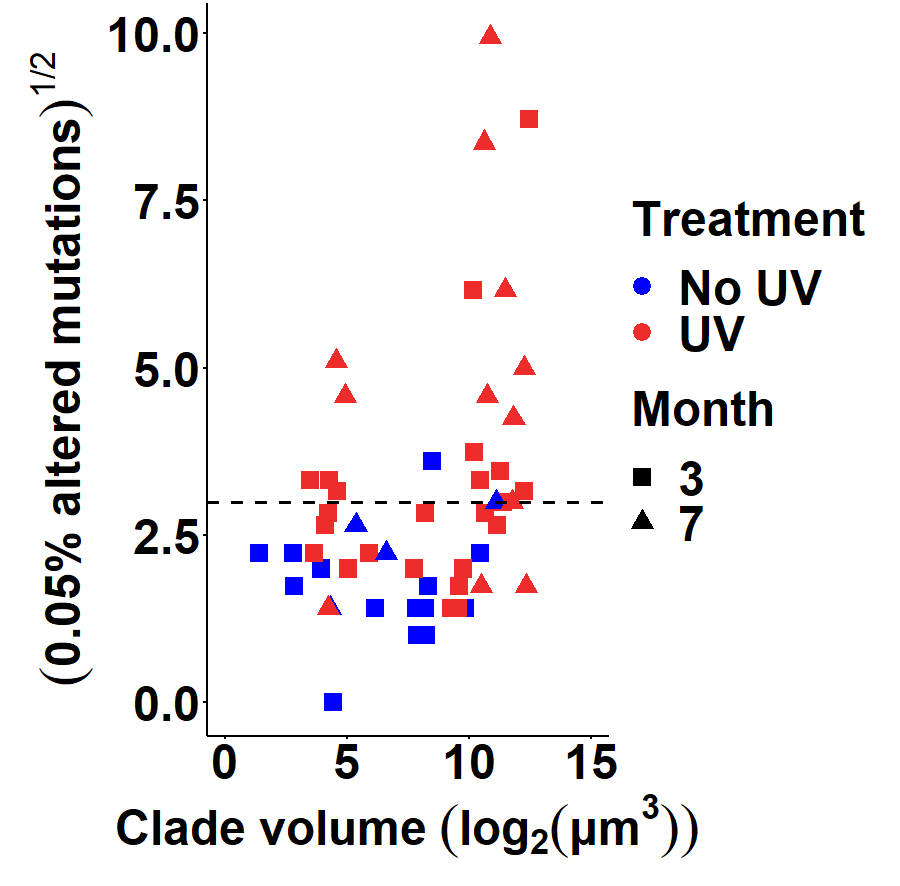 (0.05% altered mutations)^1/2
10.0
7.5
5.0
2.5
0.0
0 5 10 15
Clade volume (log₂(μm³))
Treatment
No UV
UV
Month
3
7